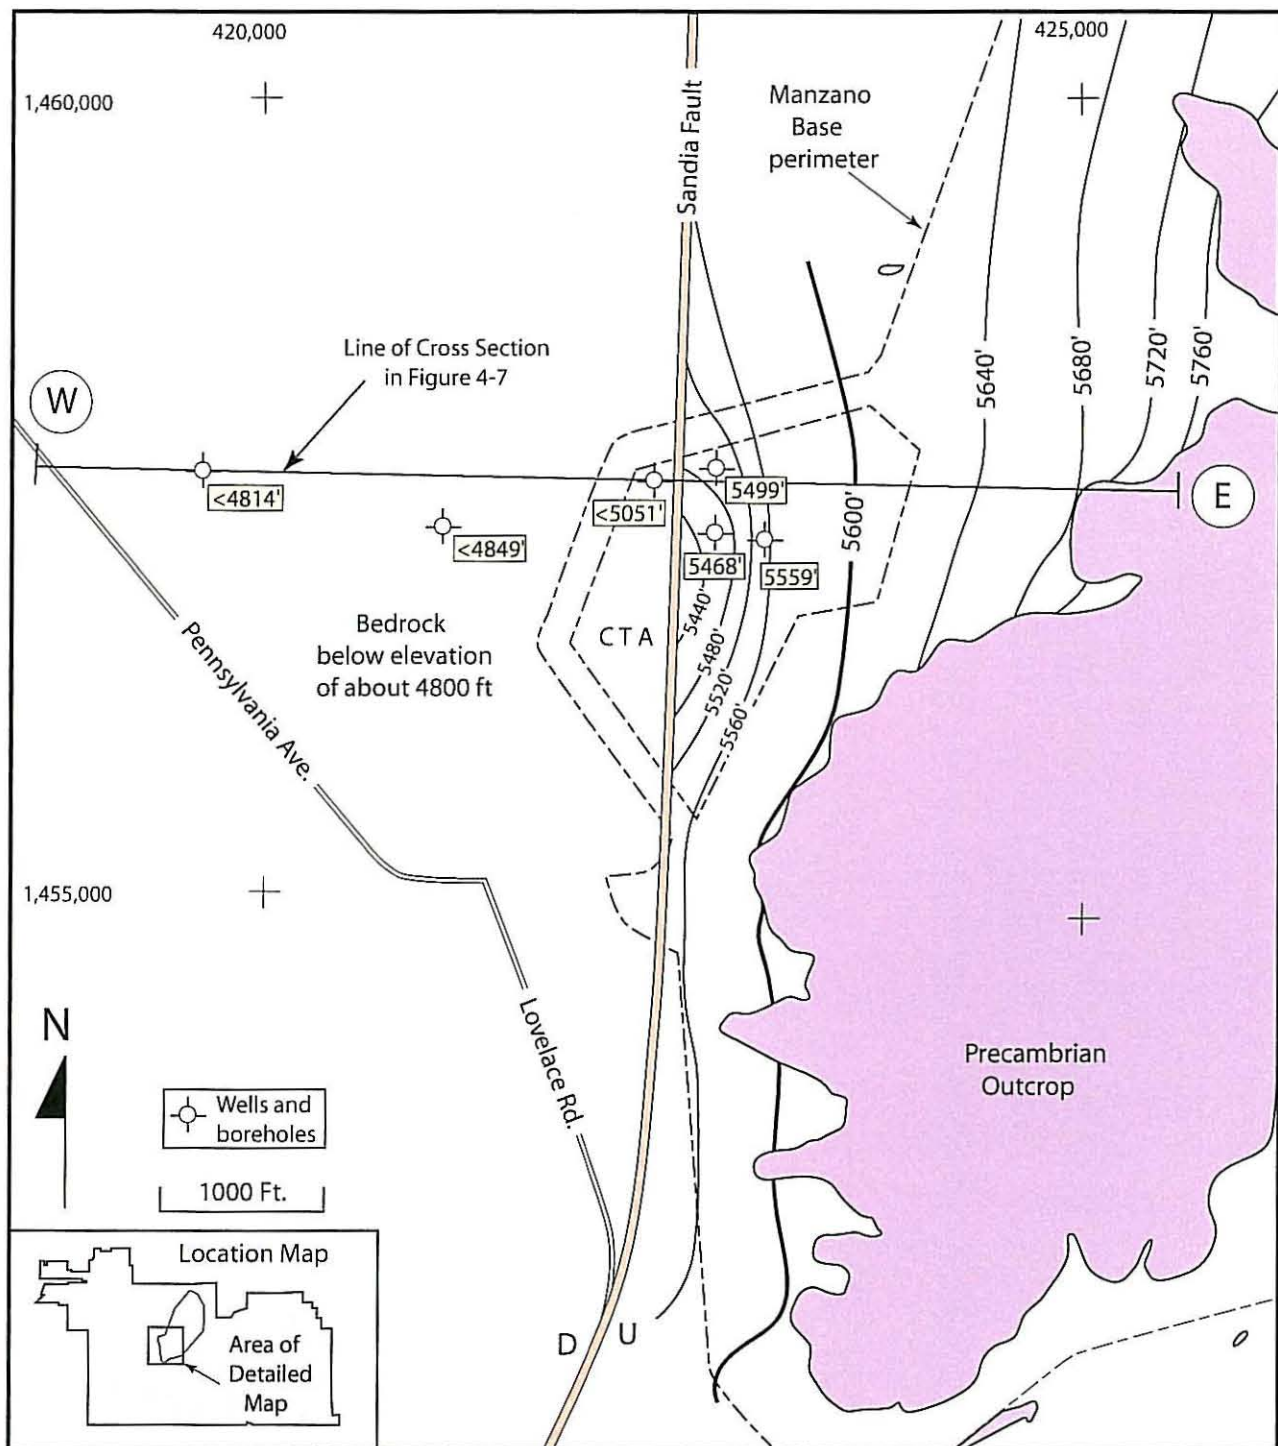 420,000
425,000
1,460,000
Sandia Fault
Manzano
Base
perimeter
Line of Cross Section
in Figure 4-7
W
5640'
5680'
5720'
5760'
<4814'
<5051'
5499'
E
<4849'
5468'
5559'
5600'
Bedrock
below elevation
of about 4800 ft
CTA
5440'
5480'
5520'
5560'
Pennsylvania Ave.
1,455,000
Lovelace Rd.
Precambrian
Outcrop
N
Wells and
boreholes
1000 Ft.
Location Map
Area of
Detailed
Map
D
U